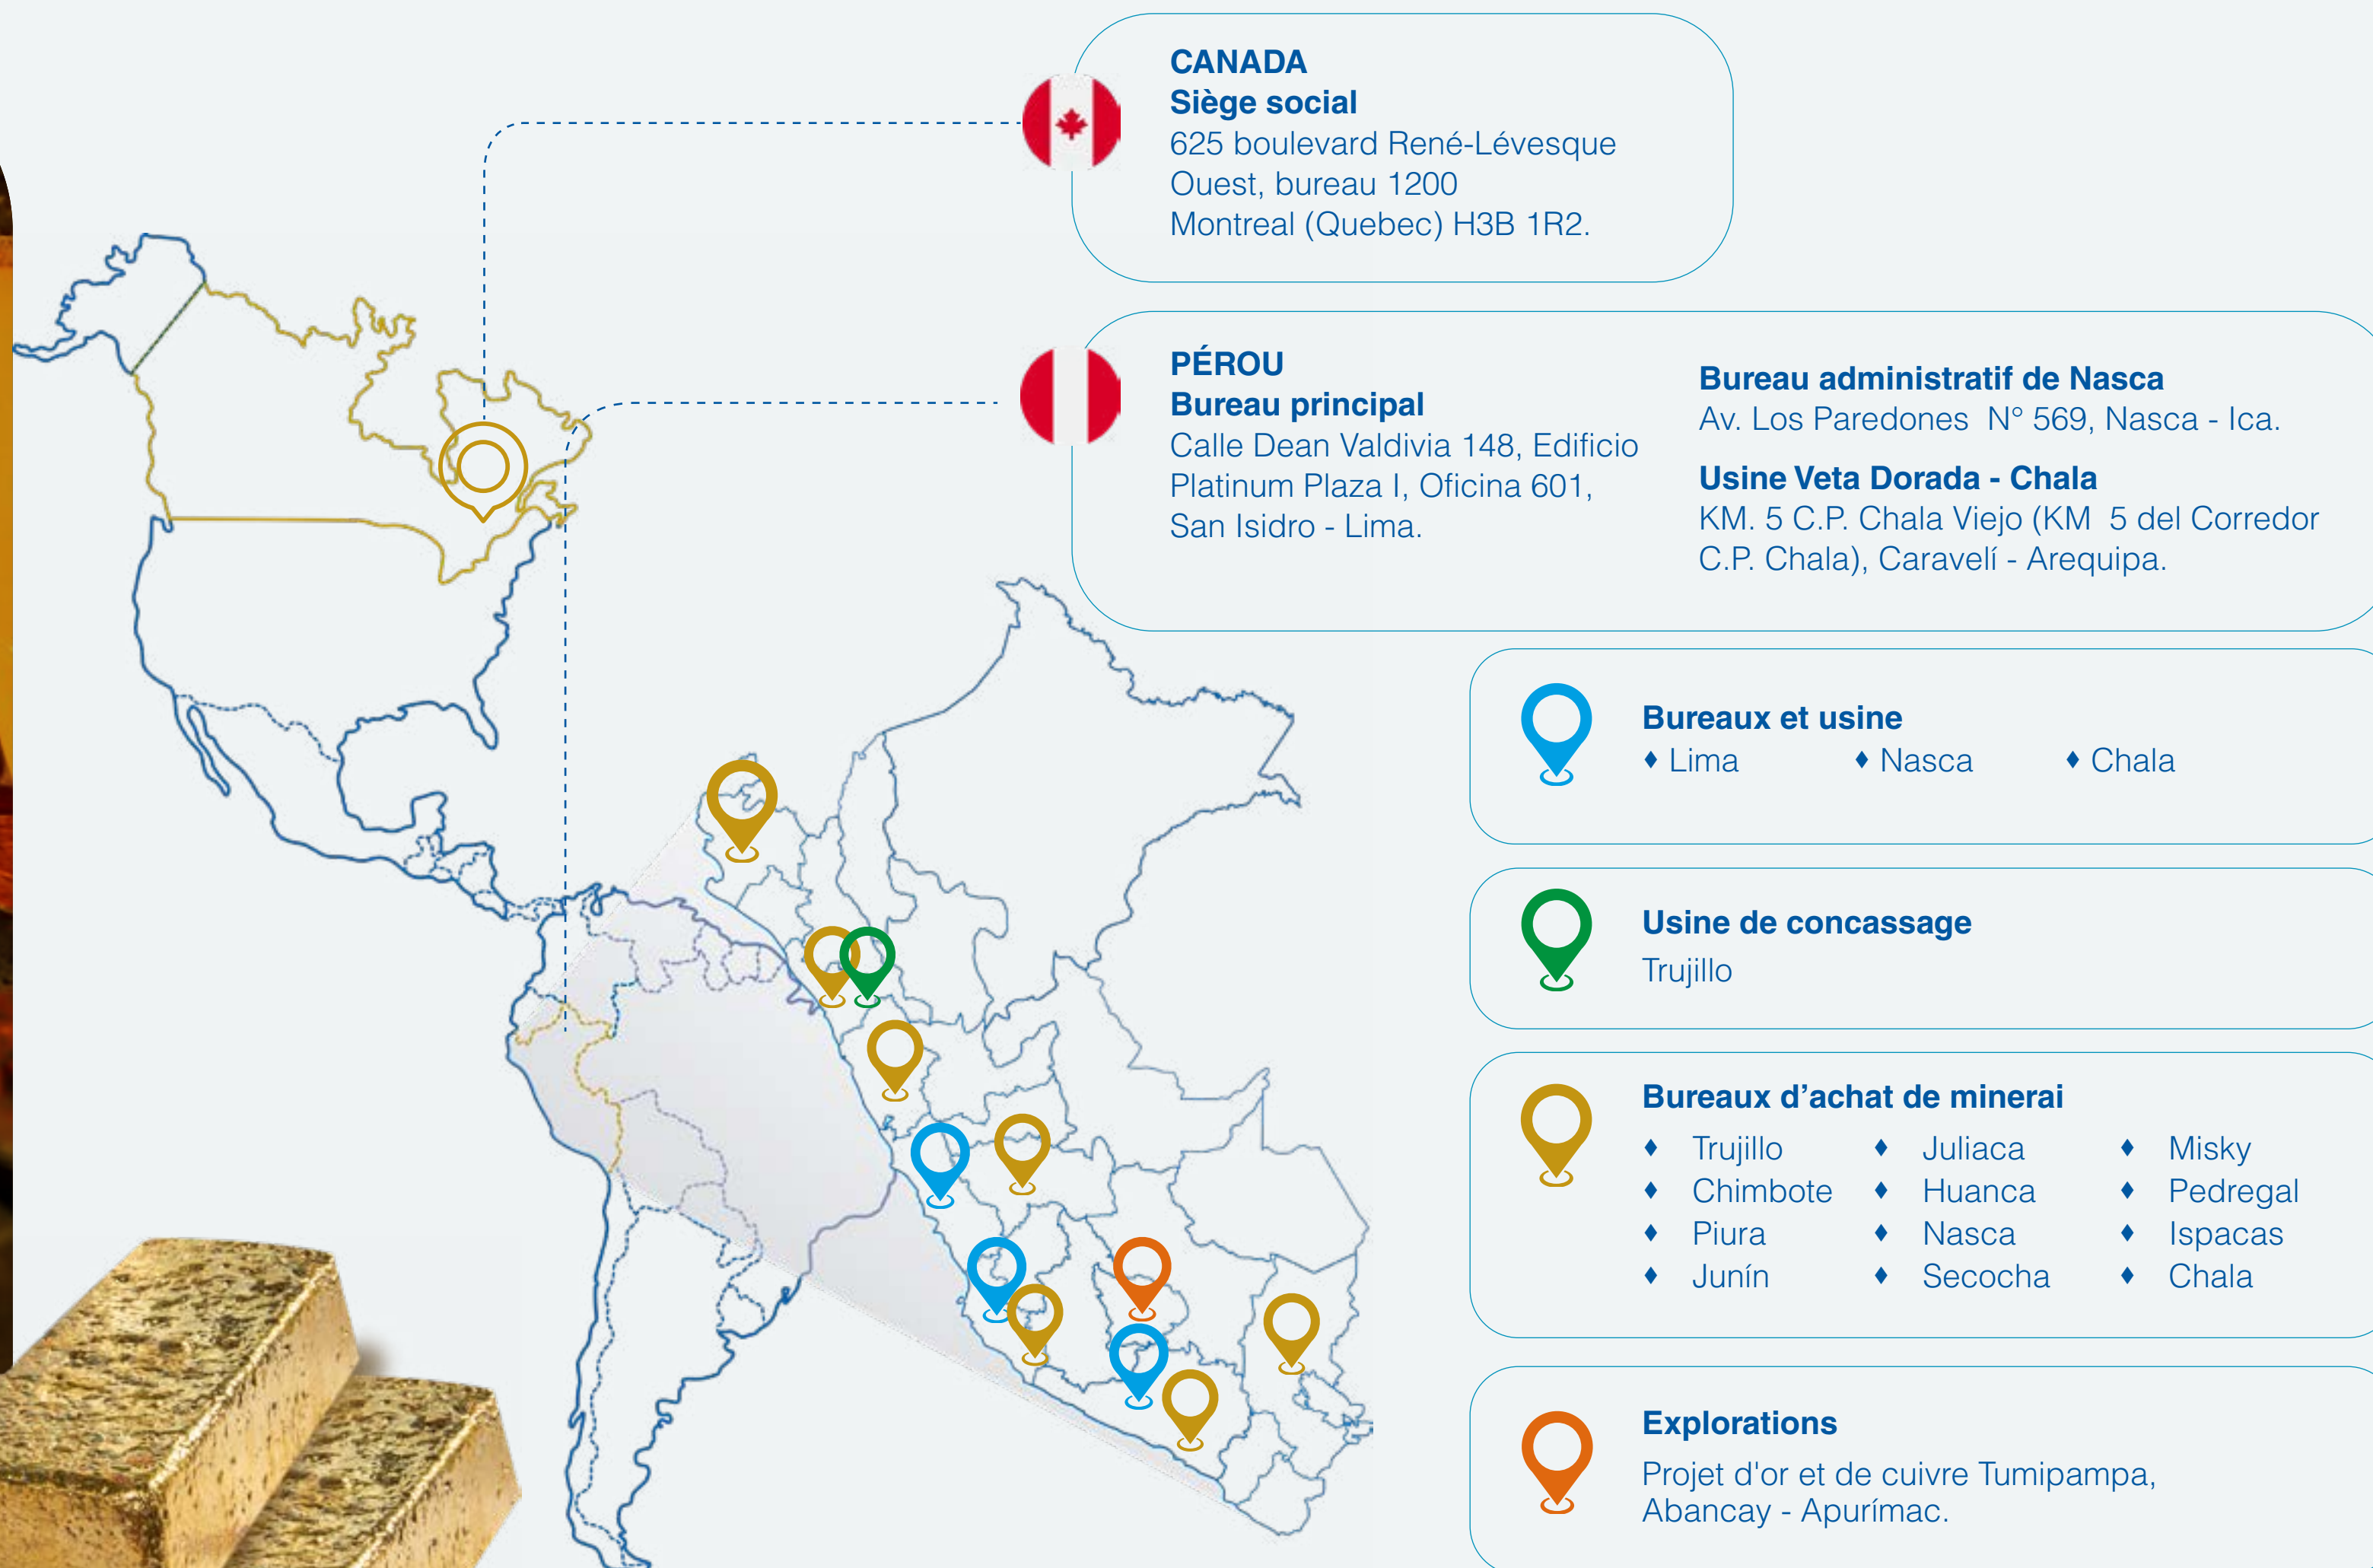 CANADA
Siège social
625 boulevard René-Lévesque
Ouest, bureau 1200
Montreal (Quebec) H3B 1R2.
PÉROU
Bureau principal
Calle Dean Valdivia 148, Edificio
Platinum Plaza I, Oficina 601,
San Isidro - Lima.
Bureau administratif de Nasca
Av. Los Paredones N° 569, Nasca - Ica.
Usine Veta Dorada - Chala
KM. 5 C.P. Chala Viejo (KM 5 del Corredor
C.P. Chala), Caravelí - Arequipa.
Bureaux et usine
♦ Lima ♦ Nasca ♦ Chala
Usine de concassage
Trujillo
Bureaux d’achat de minerai
♦ Trujillo ♦ Juliaca ♦ Misky
♦ Chimbote ♦ Huanca ♦ Pedregal
♦ Piura ♦ Nasca ♦ Ispacas
♦ Junín ♦ Secocha ♦ Chala
Explorations
Projet d'or et de cuivre Tumipampa,
Abancay - Apurímac.